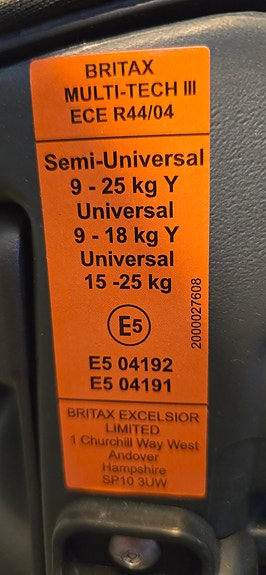 BRITAX
MULTI-TECH III
ECE R44/04
Semi-Universal
9 - 25 kg Y
Universal
9 - 18 kg Y
Universal
15 -25 kg
E5
2000027608
E5 04192
E5 04191
BRITAX EXCELSIOR
LIMITED
1 Churchill Way West
Andover
Hampshire
SP10 3UW